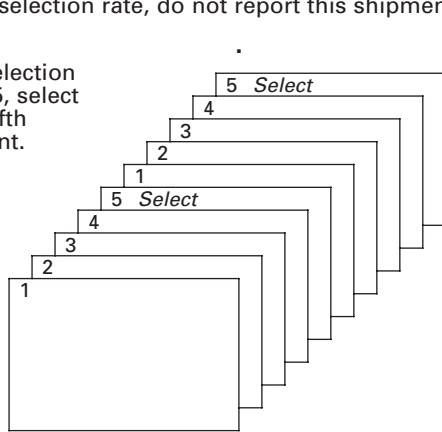 selection rate, do not report this shipmen
.
election
5, select
fth
nt.
5 Select
4
3
2
1
5 Select
4
3
2
1